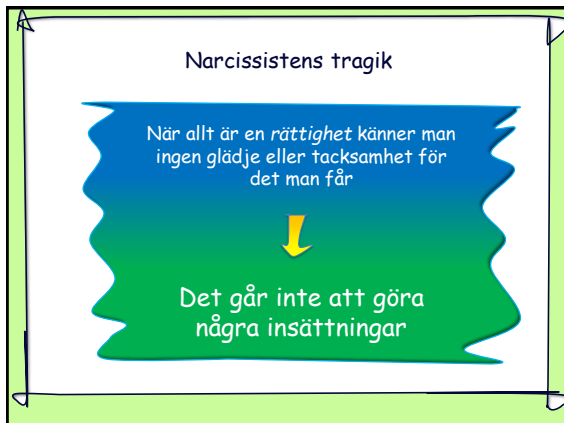 Narcissistens tragik
När allt är en rättighet känner man
ingen glädje eller tacksamhet för
det man får
Det går inte att göra
några insättningar